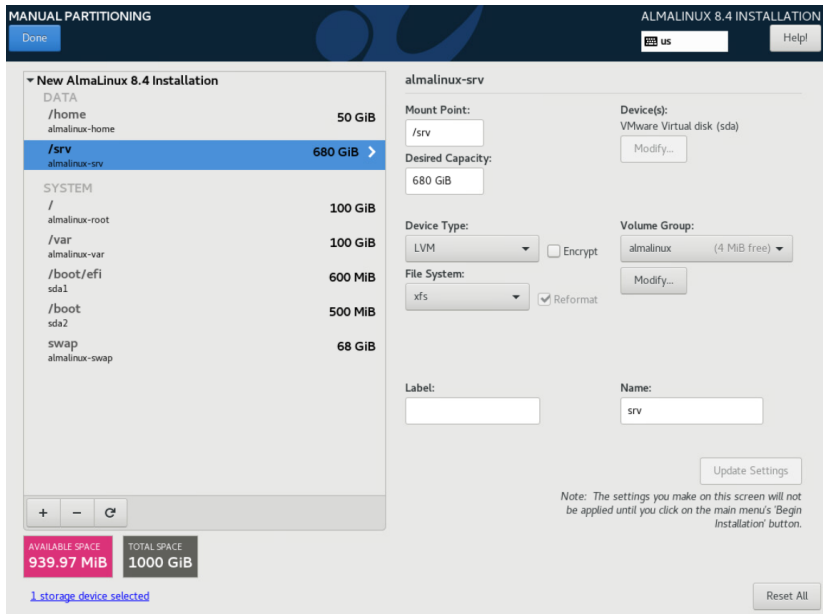 MANUAL PARTITIONING
ALMALINUX 8.4 INSTALLATION
Done
us
Help!
New AlmaLinux 8.4 Installation
DATA
/home
50 GiB
almalinux-home
/srv
680 GiB
almalinux-srv
SYSTEM
/
100 GiB
almalinux-root
/var
100 GiB
almalinux-var
/boot/efi
600 MiB
sda1
/boot
500 MiB
sda2
swap
68 GiB
almalinux-swap
+ −
AVAILABLE SPACE
939.97 MiB
TOTAL SPACE
1000 GiB
1 storage device selected
almalinux-srv
Mount Point:
/srv
Desired Capacity:
680 GiB
Device(s):
VMware Virtual disk (sda)
Modify...
Device Type:
LVM
Encrypt
Volume Group:
almalinux (4 MiB free)
Modify...
File System:
xfs
Reformat
Label:
Name:
srv
Update Settings
Note: The settings you make on this screen will not
be applied until you click on the main menu's 'Begin
Installation' button.
Reset All